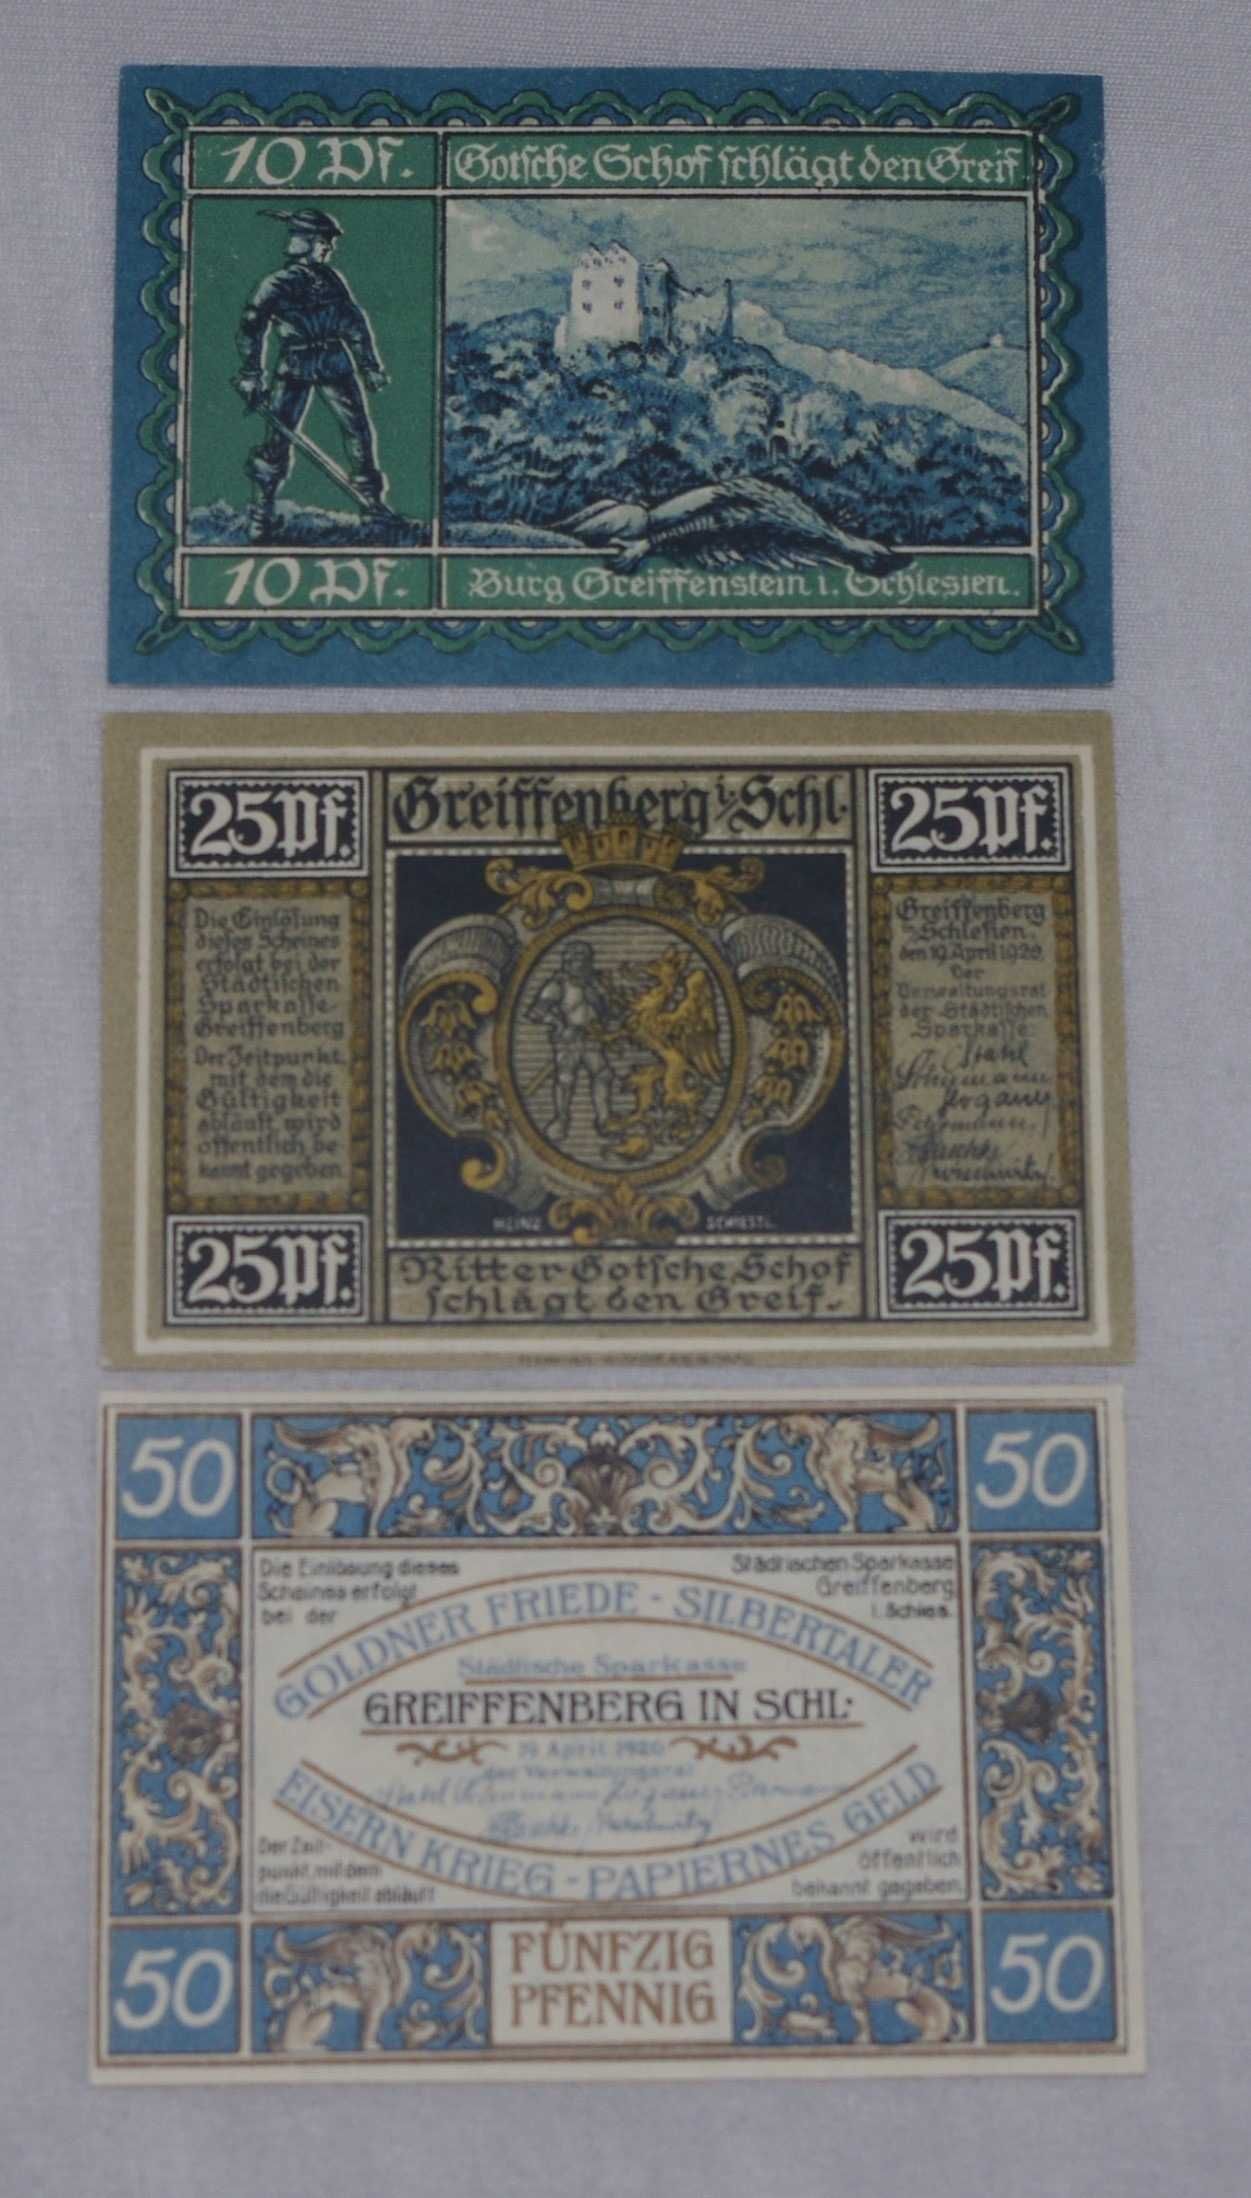 10 Pf.
Gotsche Schof schlägt den Greif
10 Pf.
Burg Greiffenstein i. Schlesien.
25 Pf.
Greiffenberg i/Schl.
25 Pf.
Die Einlösung
dieses Scheines
erfolgt bei der
Städtischen
Sparkasse
Greiffenberg
Der Zeitpunkt,
mit dem die
Gültigkeit
abläuft, wird
öffentlich be
kannt gegeben.
Greiffenberg
i/Schlesien.
den 19. April 1920.
Der
Verwaltungsrat
der Städtischen
Sparkasse:
Stahl
HEINZ SCHIESTL
25 Pf.
Ritter Gotsche Schof
schlägt den Greif.
25 Pf.
50
50
Die Einlösung dieses
Scheines erfolgt
bei der
Städtischen Sparkasse
Greiffenberg
i. Schles.
GOLDNER FRIEDE - SILBERTALER
Städtische Sparkasse
GREIFFENBERG IN SCHL.
19. April 1920
der Verwaltungsrat
EISERN KRIEG - PAPIERNES GELD
Der Zeit-
punkt, mit dem
die Gültigkeit abläuft
wird
öffentlich
bekannt gegeben.
50
FÜNFZIG
PFENNIG
50